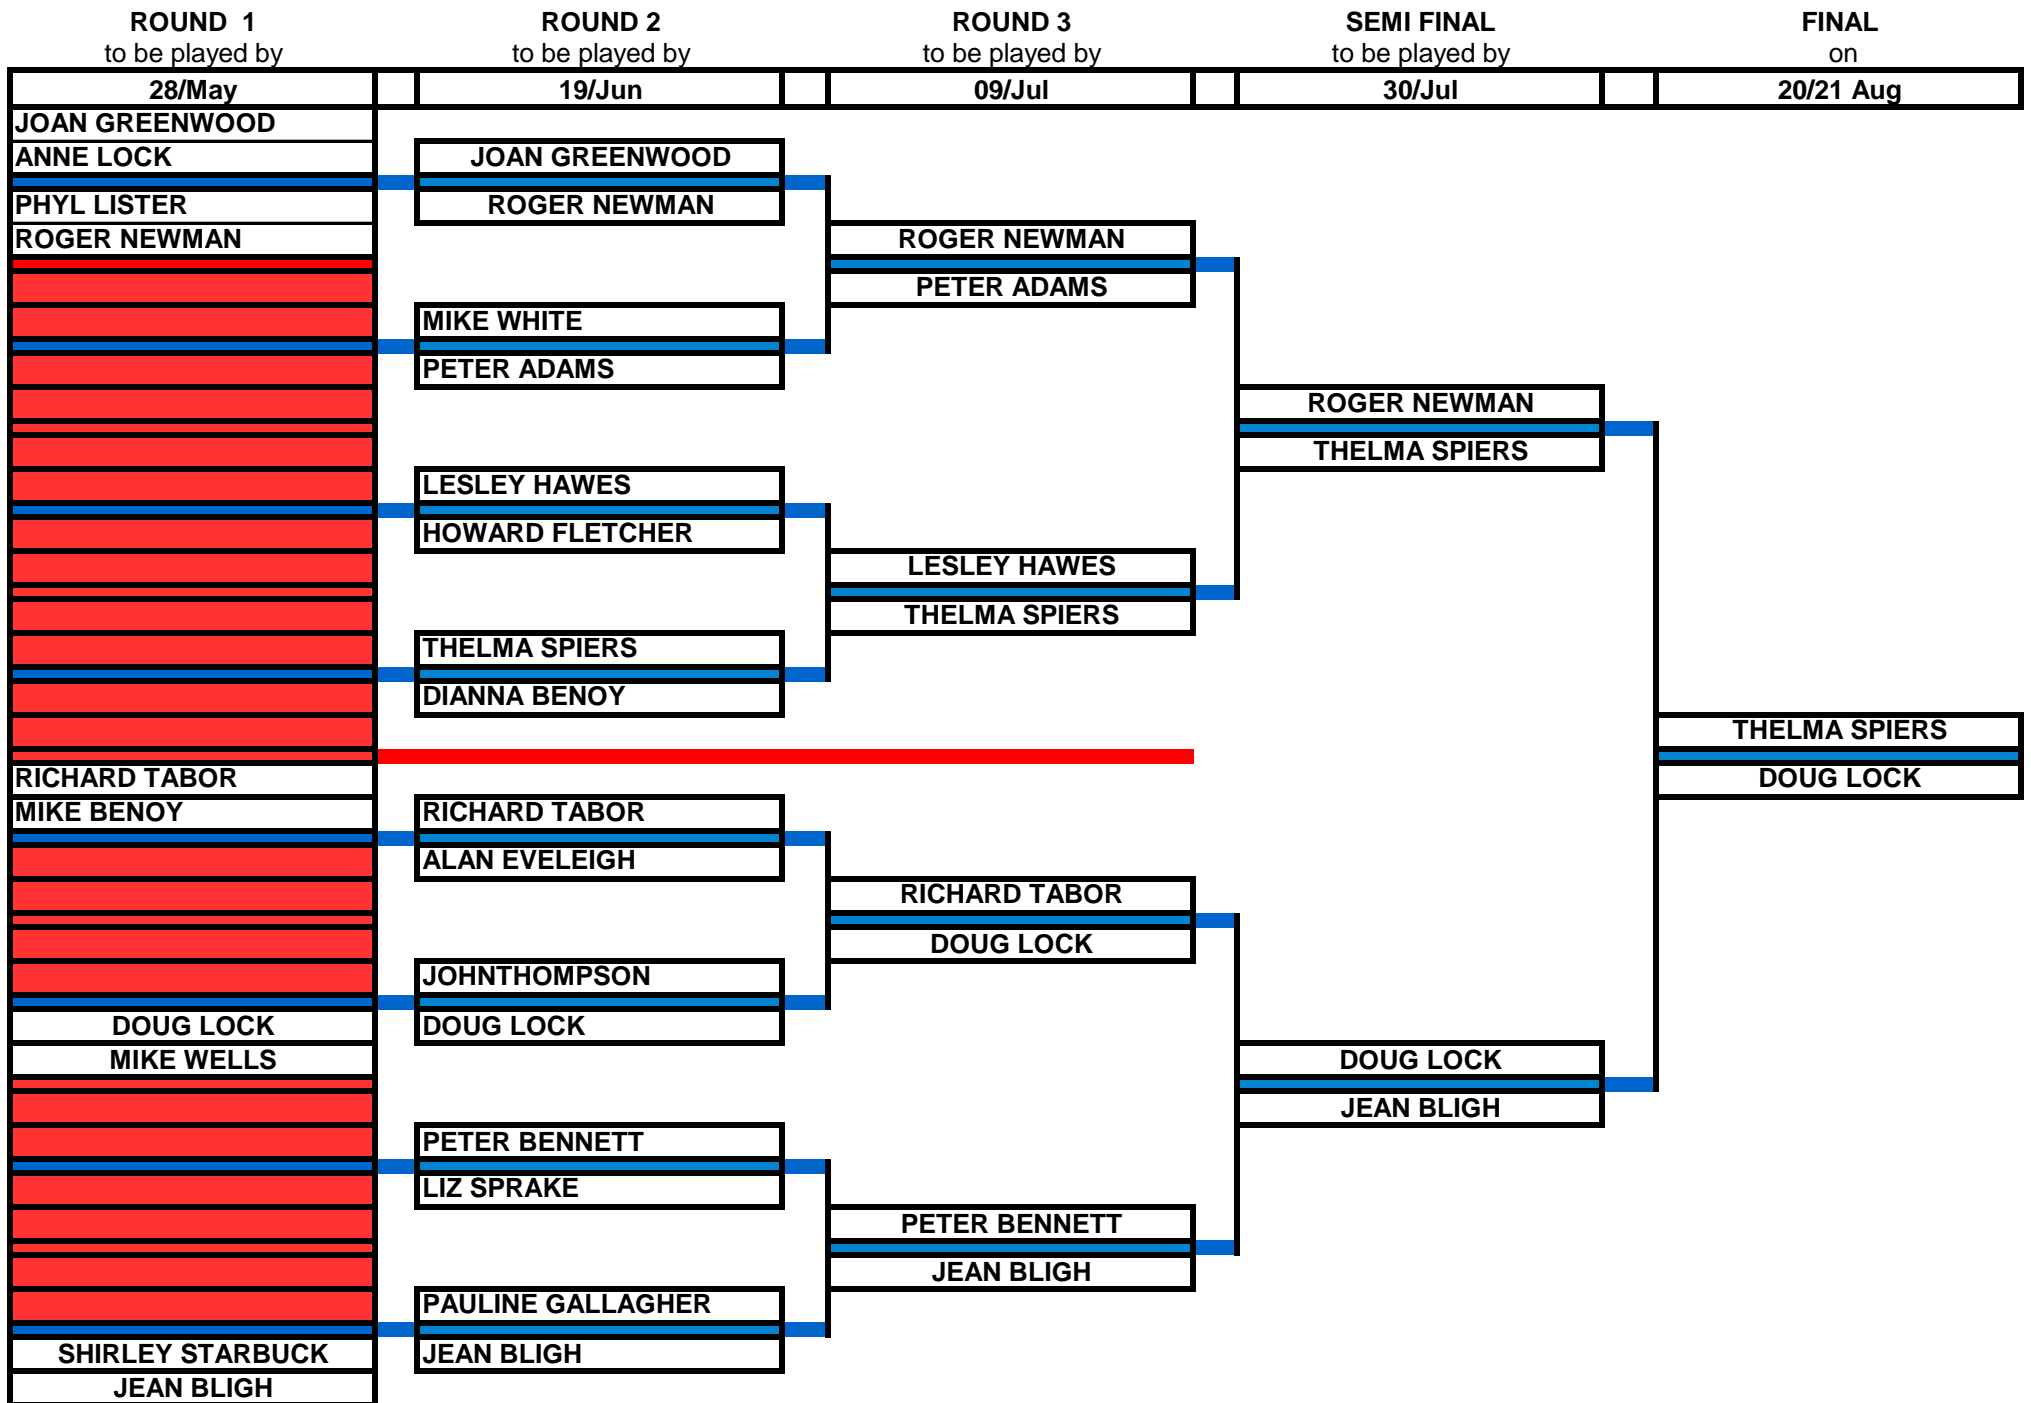 ROUND 1
to be played by
28/May
ROUND 2
to be played by
19/Jun
ROUND 3
to be played by
09/Jul
SEMI FINAL
to be played by
30/Jul
FINAL
on
20/21 Aug
JOAN GREENWOOD
ANNE LOCK
PHYL LISTER
ROGER NEWMAN
RICHARD TABOR
MIKE BENOY
DOUG LOCK
MIKE WELLS
SHIRLEY STARBUCK
JEAN BLIGH
JOAN GREENWOOD
ROGER NEWMAN
MIKE WHITE
PETER ADAMS
LESLEY HAWES
HOWARD FLETCHER
THELMA SPIERS
DIANNA BENOY
RICHARD TABOR
ALAN EVELEIGH
JOHNTHOMPSON
DOUG LOCK
PETER BENNETT
LIZ SPRAKE
PAULINE GALLAGHER
JEAN BLIGH
ROGER NEWMAN
PETER ADAMS
LESLEY HAWES
THELMA SPIERS
RICHARD TABOR
DOUG LOCK
PETER BENNETT
JEAN BLIGH
ROGER NEWMAN
THELMA SPIERS
DOUG LOCK
JEAN BLIGH
THELMA SPIERS
DOUG LOCK